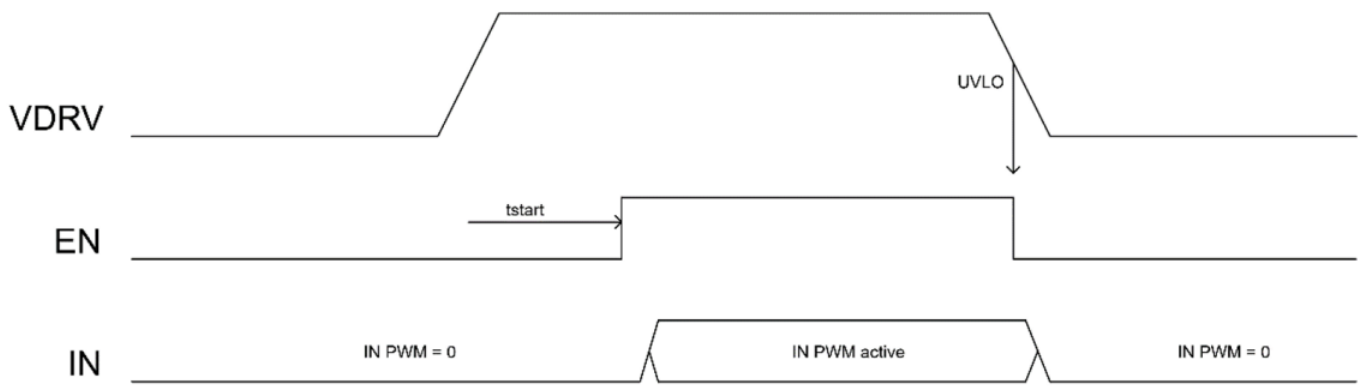 UVLO
VDRV
tstart
EN
IN PWM = 0
IN PWM active
IN PWM = 0
IN